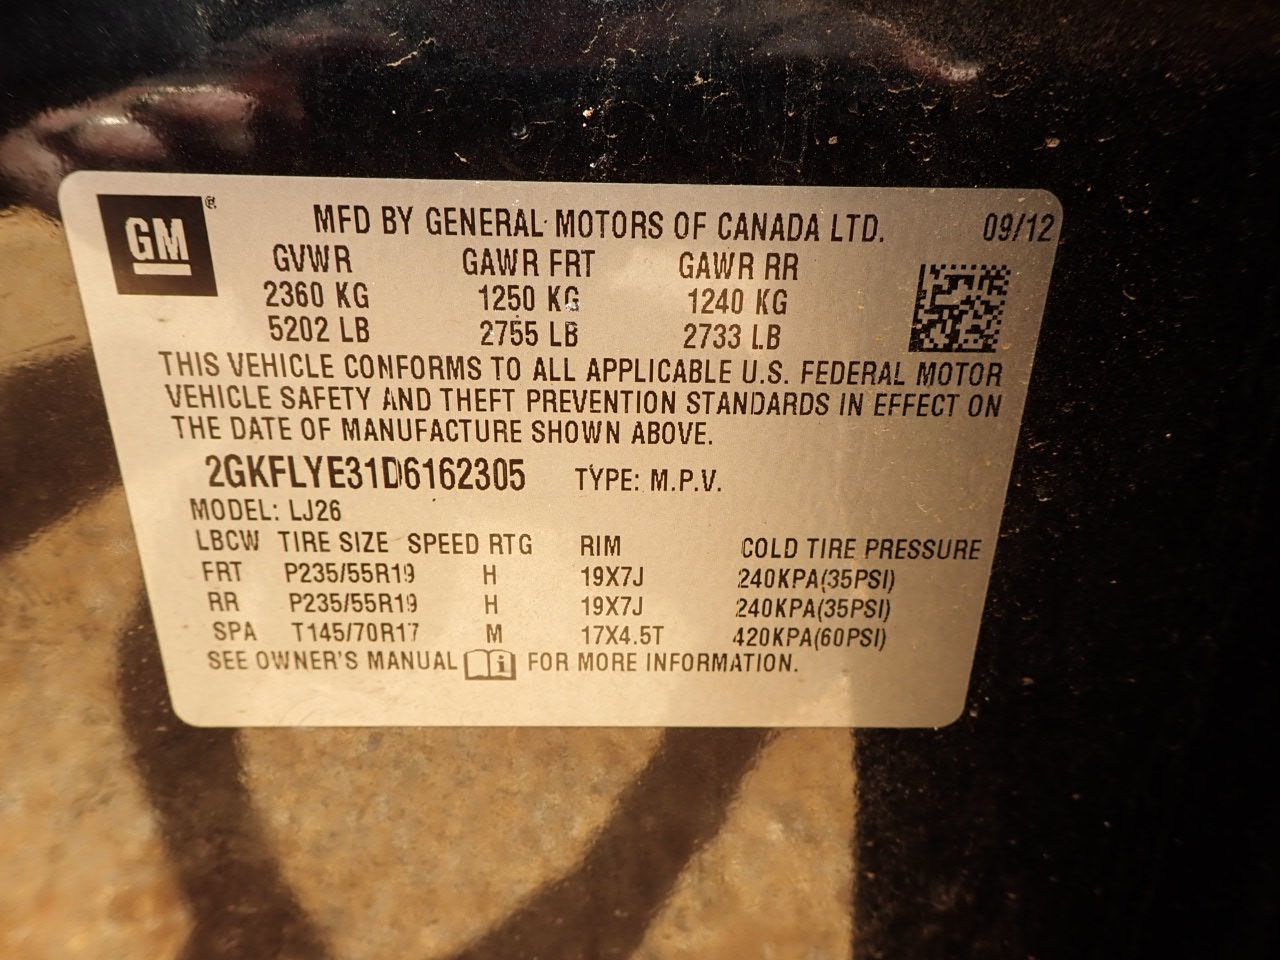 GM® MFD BY GENERAL MOTORS OF CANADA LTD. 09/12
GVWR GAWR FRT GAWR RR
2360 KG 1250 KG 1240 KG
5202 LB 2755 LB 2733 LB
THIS VEHICLE CONFORMS TO ALL APPLICABLE U.S. FEDERAL MOTOR
VEHICLE SAFETY AND THEFT PREVENTION STANDARDS IN EFFECT ON
THE DATE OF MANUFACTURE SHOWN ABOVE.
2GKFLYE31D6162305 TYPE: M.P.V.
MODEL: LJ26
LBCW TIRE SIZE SPEED RTG RIM COLD TIRE PRESSURE
FRT P235/55R19 H 19X7J 240KPA(35PSI)
RR P235/55R19 H 19X7J 240KPA(35PSI)
SPA T145/70R17 M 17X4.5T 420KPA(60PSI)
SEE OWNER'S MANUAL i FOR MORE INFORMATION.